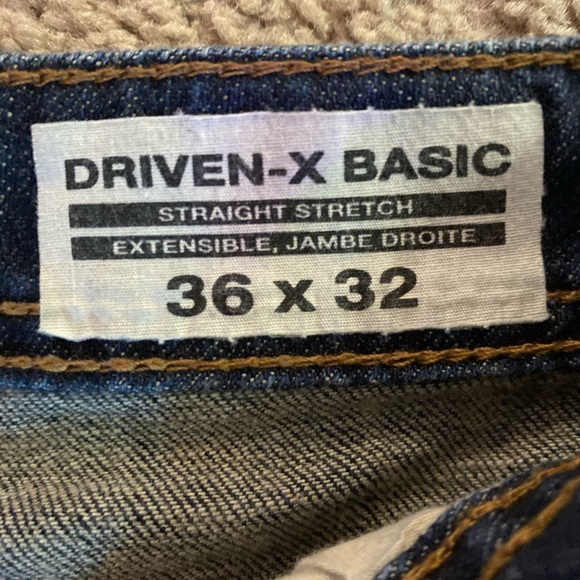 DRIVEN-X BASIC
STRAIGHT STRETCH
EXTENSIBLE, JAMBE DROITE
36 x 32